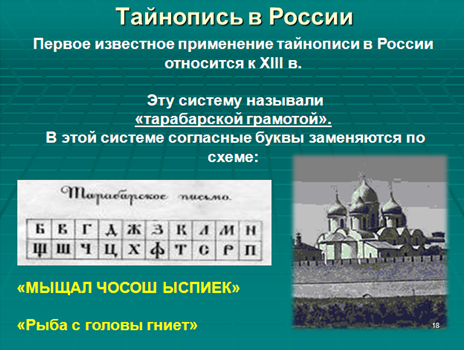 Тайнопись в России
Первое известное применение тайнописи в России
относится к XIII в.
Эту систему называли
«тарабарской грамотой».
В этой системе согласные буквы заменяются по
схеме:
Тарабарское письмо.
Б В Г Д Ж З К Л М Н
Щ Ш Ч Ц Х Ф Т С Р П
«МЫЩАЛ ЧОСОШ ЫСПИЕК»
«Рыба с головы гниет»
18